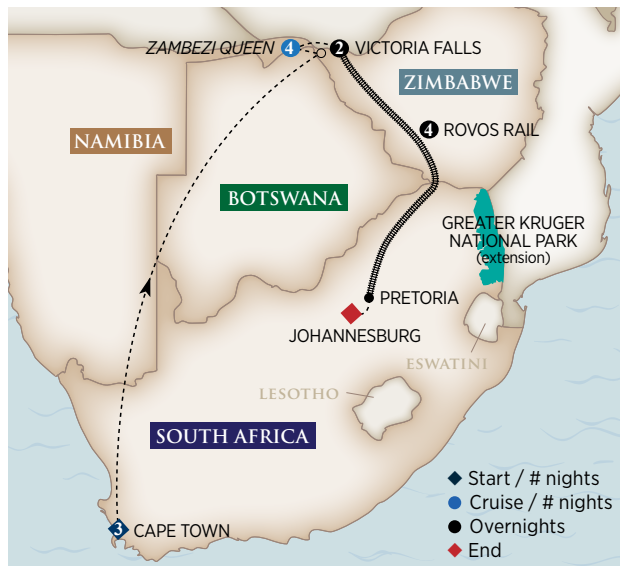 ZAMBEZI QUEEN 4 2 VICTORIA FALLS
ZIMBABWE
4 ROVOS RAIL
NAMIBIA
BOTSWANA
GREATER KRUGER
NATIONAL PARK
(extension)
PRETORIA
JOHANNESBURG
ESWATINI
LESOTHO
SOUTH AFRICA
3 CAPE TOWN
Start / # nights
Cruise / # nights
Overnights
End